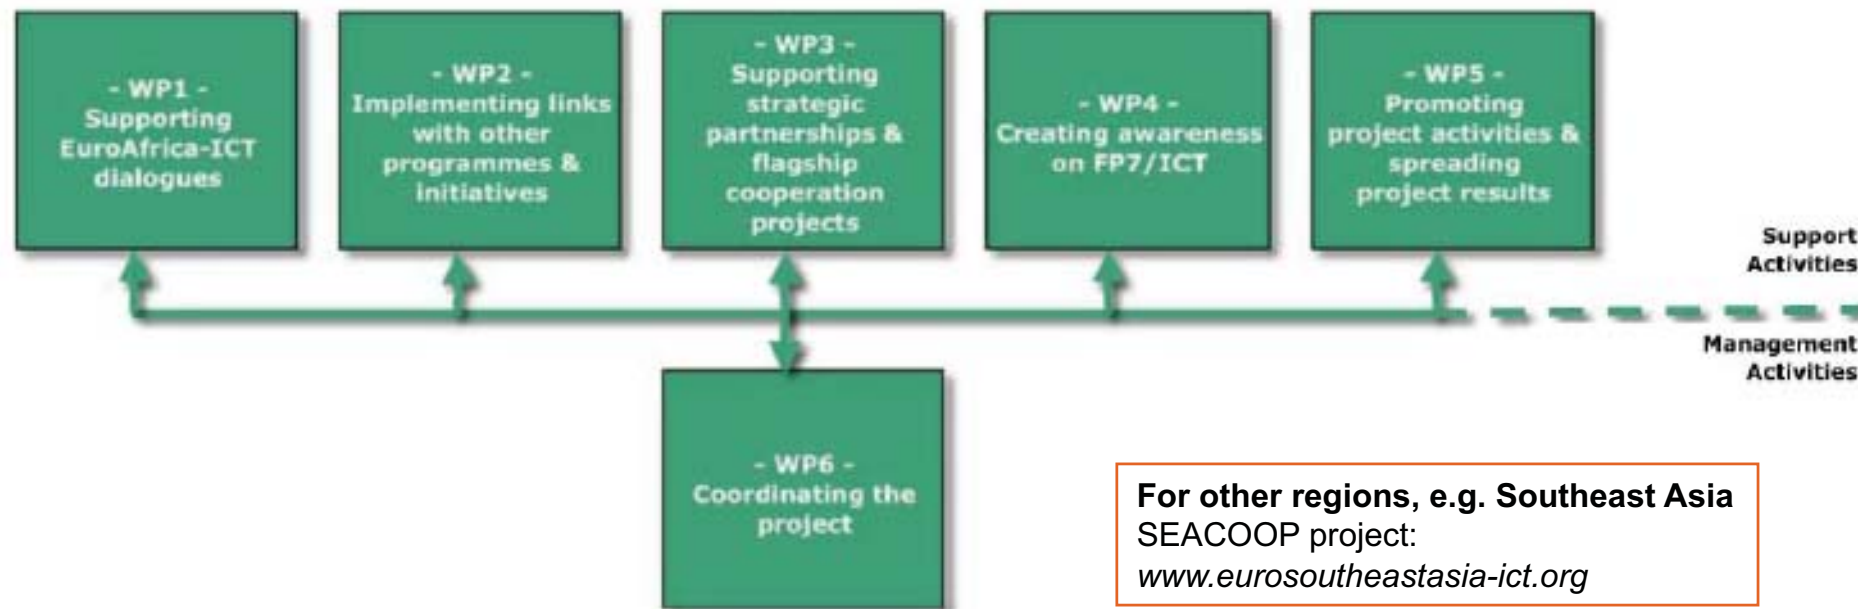 - WP1 -
Supporting
EuroAfrica-ICT
dialogues
- WP2 -
Implementing links
with other
programmes &
initiatives
- WP3 -
Supporting
strategic
partnerships &
flagship
cooperation
projects
- WP4 -
Creating awareness
on FP7/ICT
- WP5 -
Promoting
project activities &
spreading
project results
Support
Activities
Management
Activities
- WP6 -
Coordinating the
project
For other regions, e.g. Southeast Asia
SEACOOP project:
www.eurosoutheastasia-ict.org